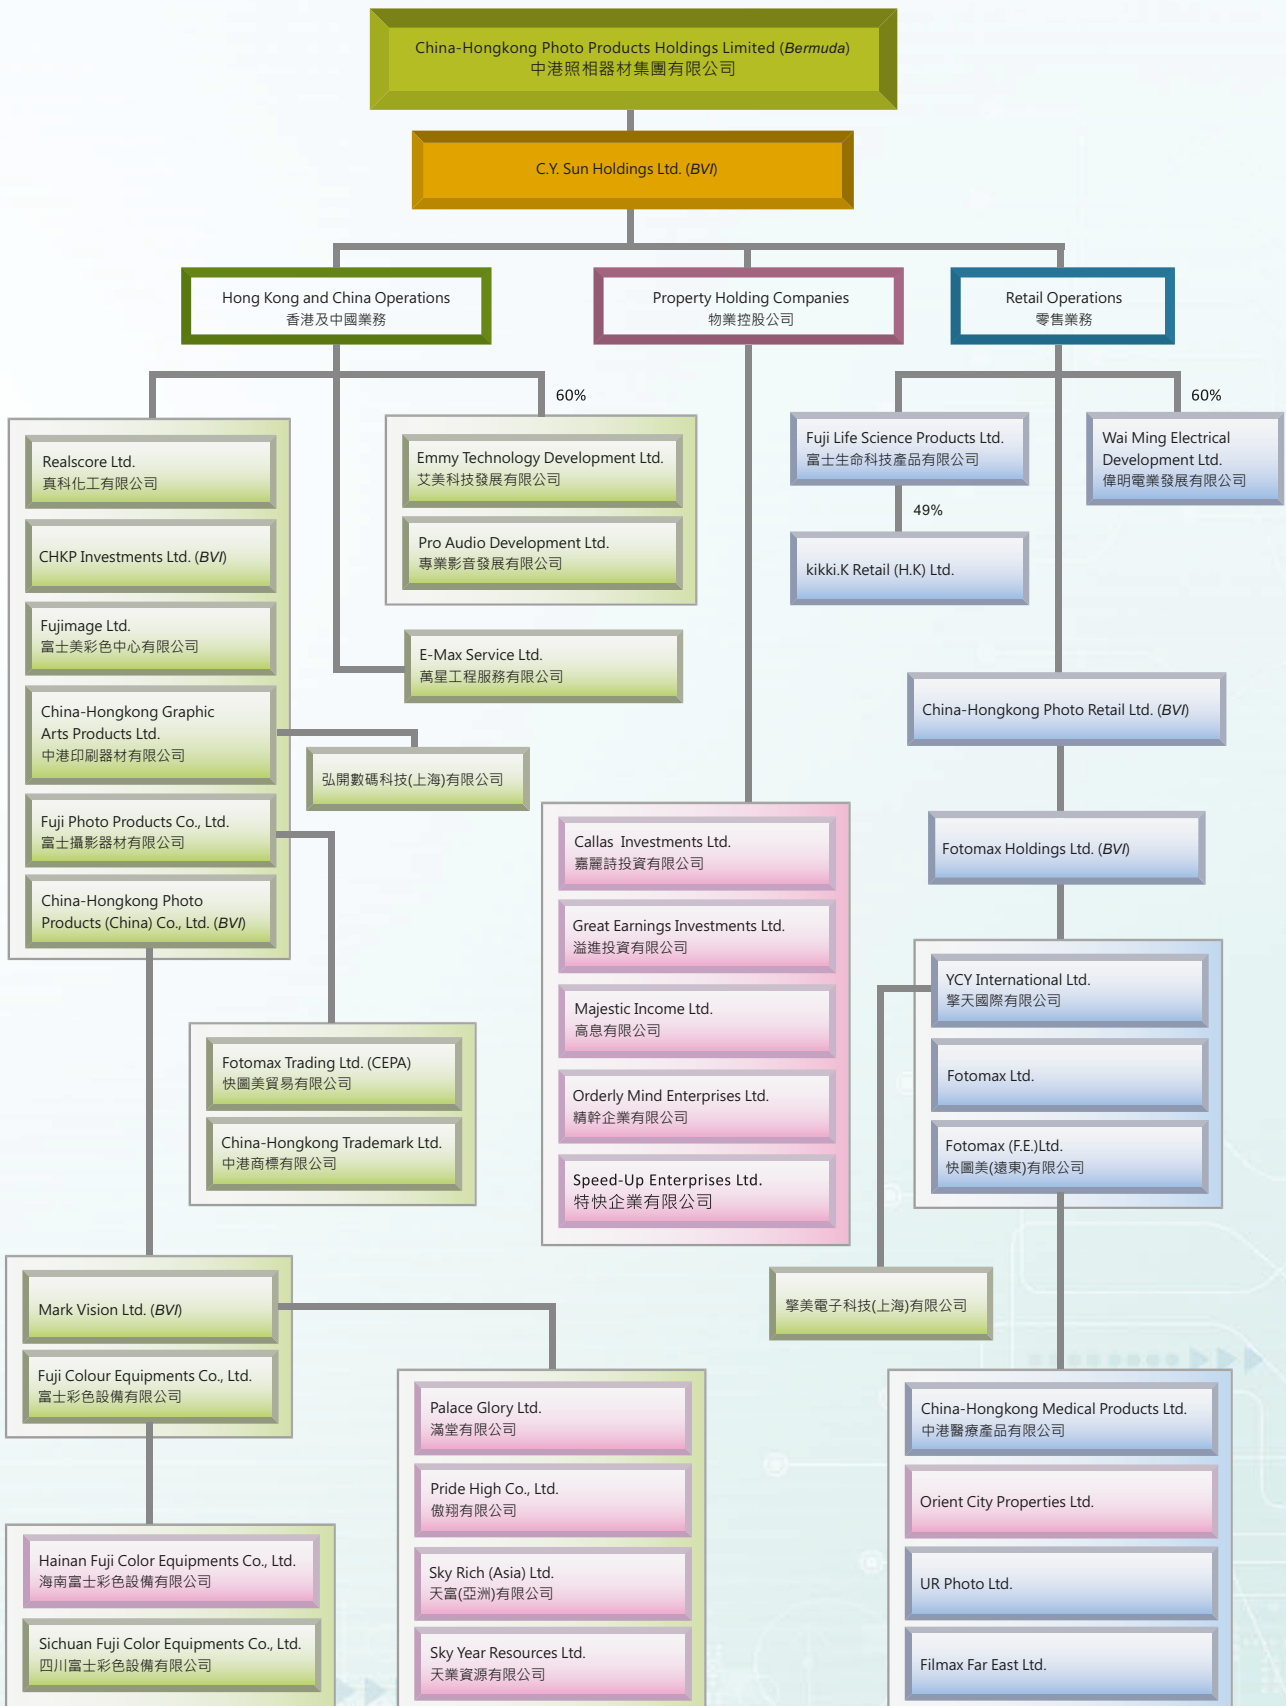 China-Hongkong Photo Products Holdings Limited (Bermuda)
中港照相器材集團有限公司
C.Y. Sun Holdings Ltd. (BVI)
Hong Kong and China Operations
香港及中國業務
Property Holding Companies
物業控股公司
Retail Operations
零售業務
60%
60%
Realscore Ltd.
真科化工有限公司
CHKP Investments Ltd. (BVI)
Fujimage Ltd.
富士美彩色中心有限公司
China-Hongkong Graphic
Arts Products Ltd.
中港印刷器材有限公司
Fuji Photo Products Co., Ltd.
富士攝影器材有限公司
China-Hongkong Photo
Products (China) Co., Ltd. (BVI)
Emmy Technology Development Ltd.
艾美科技發展有限公司
Pro Audio Development Ltd.
專業影音發展有限公司
E-Max Service Ltd.
萬星工程服務有限公司
弘開數碼科技(上海)有限公司
Fotomax Trading Ltd. (CEPA)
快圖美貿易有限公司
China-Hongkong Trademark Ltd.
中港商標有限公司
Mark Vision Ltd. (BVI)
Fuji Colour Equipments Co., Ltd.
富士彩色設備有限公司
Hainan Fuji Color Equipments Co., Ltd.
海南富士彩色設備有限公司
Sichuan Fuji Color Equipments Co., Ltd.
四川富士彩色設備有限公司
Palace Glory Ltd.
滿堂有限公司
Pride High Co., Ltd.
傲翔有限公司
Sky Rich (Asia) Ltd.
天富(亞洲)有限公司
Sky Year Resources Ltd.
天業資源有限公司
Callas Investments Ltd.
嘉麗詩投資有限公司
Great Earnings Investments Ltd.
溢進投資有限公司
Majestic Income Ltd.
高息有限公司
Orderly Mind Enterprises Ltd.
精幹企業有限公司
Speed-Up Enterprises Ltd.
特快企業有限公司
Fuji Life Science Products Ltd.
富士生命科技產品有限公司
49%
kikki.K Retail (H.K) Ltd.
Wai Ming Electrical
Development Ltd.
偉明電業發展有限公司
China-Hongkong Photo Retail Ltd. (BVI)
Fotomax Holdings Ltd. (BVI)
YCY International Ltd.
擎天國際有限公司
Fotomax Ltd.
Fotomax (F.E.)Ltd.
快圖美(遠東)有限公司
擎美電子科技(上海)有限公司
China-Hongkong Medical Products Ltd.
中港醫療產品有限公司
Orient City Properties Ltd.
UR Photo Ltd.
Filmax Far East Ltd.